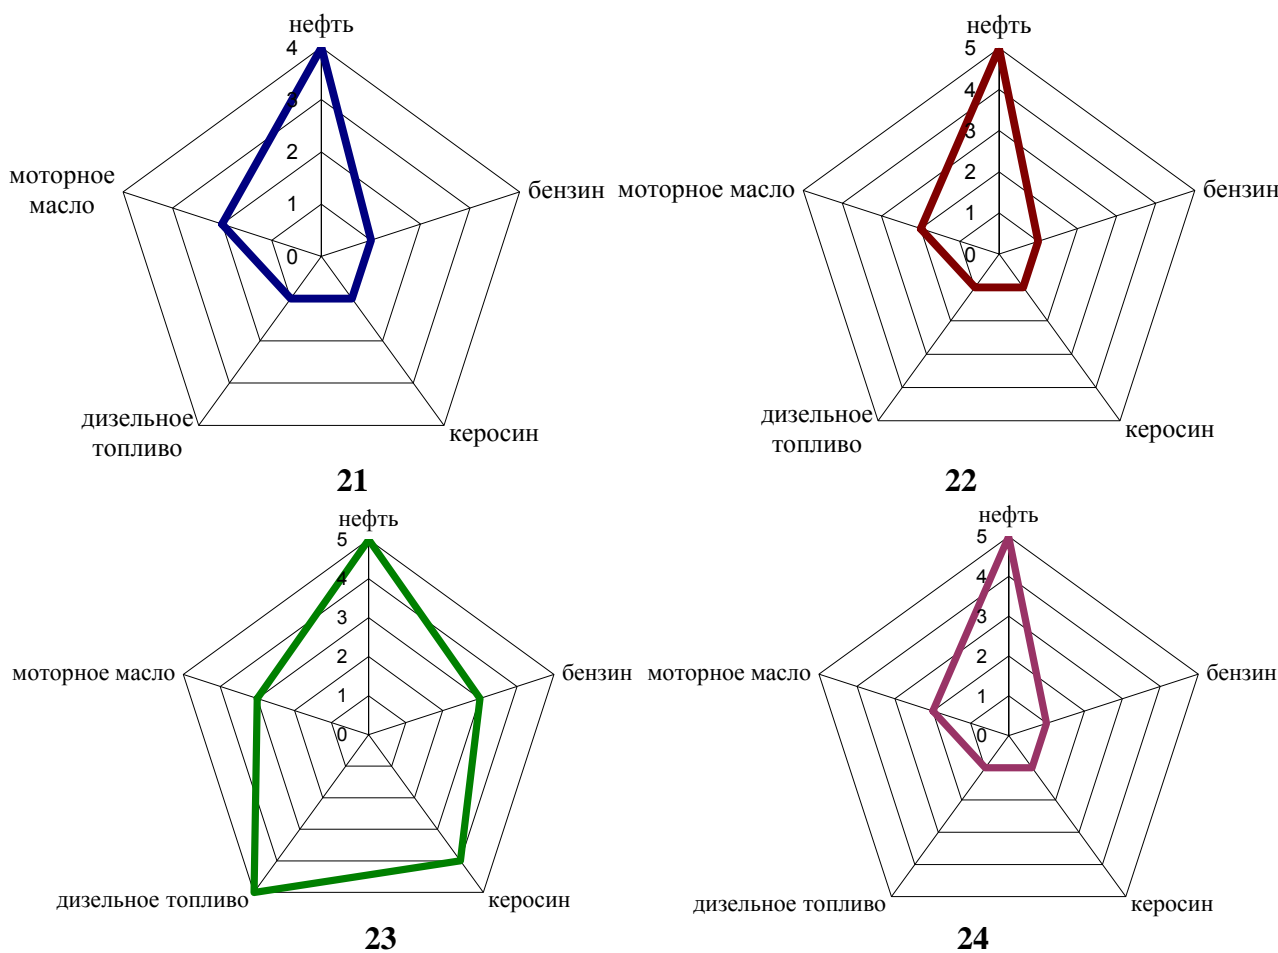 нефть
4
3
2
1
0
моторное
масло
бензин
дизельное
топливо
керосин
21
нефть
5
4
3
2
1
0
моторное масло
бензин
дизельное
топливо
керосин
22
нефть
5
4
3
2
1
0
моторное масло
бензин
дизельное топливо
керосин
23
нефть
5
4
3
2
1
0
моторное масло
бензин
дизельное топливо
керосин
24